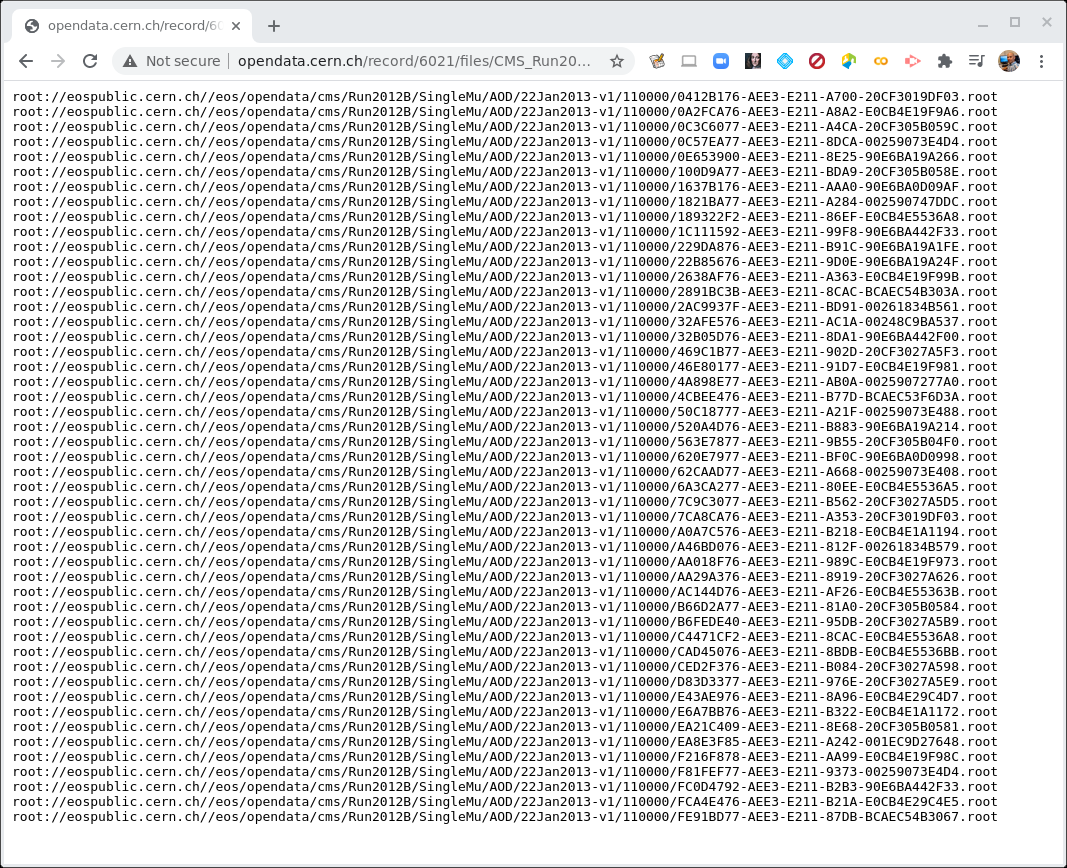 opendata.cern.ch/record/60
Not secure
opendata.cern.ch/record/6021/files/CMS_Run20...
root://eospublic.cern.ch//eos/opendata/cms/Run2012B/SingleMu/AOD/22Jan2013-v1/110000/0412B176-AEE3-E211-A700-20CF3019DF03.root
root://eospublic.cern.ch//eos/opendata/cms/Run2012B/SingleMu/AOD/22Jan2013-v1/110000/0A2FCA76-AEE3-E211-A8A2-E0CB4E19F9A6.root
root://eospublic.cern.ch//eos/opendata/cms/Run2012B/SingleMu/AOD/22Jan2013-v1/110000/0C3C6077-AEE3-E211-A4CA-20CF305B059C.root
root://eospublic.cern.ch//eos/opendata/cms/Run2012B/SingleMu/AOD/22Jan2013-v1/110000/0C57EA77-AEE3-E211-8DCA-00259073E4D4.root
root://eospublic.cern.ch//eos/opendata/cms/Run2012B/SingleMu/AOD/22Jan2013-v1/110000/0E653900-AEE3-E211-8E25-90E6BA19A266.root
root://eospublic.cern.ch//eos/opendata/cms/Run2012B/SingleMu/AOD/22Jan2013-v1/110000/100D9A77-AEE3-E211-BDA9-20CF305B058E.root
root://eospublic.cern.ch//eos/opendata/cms/Run2012B/SingleMu/AOD/22Jan2013-v1/110000/1637B176-AEE3-E211-AAA0-90E6BA0D09AF.root
root://eospublic.cern.ch//eos/opendata/cms/Run2012B/SingleMu/AOD/22Jan2013-v1/110000/1821BA77-AEE3-E211-A284-002590747DDC.root
root://eospublic.cern.ch//eos/opendata/cms/Run2012B/SingleMu/AOD/22Jan2013-v1/110000/189322F2-AEE3-E211-86EF-E0CB4E5536A8.root
root://eospublic.cern.ch//eos/opendata/cms/Run2012B/SingleMu/AOD/22Jan2013-v1/110000/1C111592-AEE3-E211-99F8-90E6BA442F33.root
root://eospublic.cern.ch//eos/opendata/cms/Run2012B/SingleMu/AOD/22Jan2013-v1/110000/229DA876-AEE3-E211-B91C-90E6BA19A1FE.root
root://eospublic.cern.ch//eos/opendata/cms/Run2012B/SingleMu/AOD/22Jan2013-v1/110000/22B85676-AEE3-E211-9D0E-90E6BA19A24F.root
root://eospublic.cern.ch//eos/opendata/cms/Run2012B/SingleMu/AOD/22Jan2013-v1/110000/2638AF76-AEE3-E211-A363-E0CB4E19F99B.root
root://eospublic.cern.ch//eos/opendata/cms/Run2012B/SingleMu/AOD/22Jan2013-v1/110000/2891BC3B-AEE3-E211-8CAC-BCAEC54B303A.root
root://eospublic.cern.ch//eos/opendata/cms/Run2012B/SingleMu/AOD/22Jan2013-v1/110000/2AC9937F-AEE3-E211-BD91-00261834B561.root
root://eospublic.cern.ch//eos/opendata/cms/Run2012B/SingleMu/AOD/22Jan2013-v1/110000/32AFE576-AEE3-E211-AC1A-00248C9BA537.root
root://eospublic.cern.ch//eos/opendata/cms/Run2012B/SingleMu/AOD/22Jan2013-v1/110000/32B05D76-AEE3-E211-8DA1-90E6BA442F00.root
root://eospublic.cern.ch//eos/opendata/cms/Run2012B/SingleMu/AOD/22Jan2013-v1/110000/469C1B77-AEE3-E211-902D-20CF3027A5F3.root
root://eospublic.cern.ch//eos/opendata/cms/Run2012B/SingleMu/AOD/22Jan2013-v1/110000/46E80177-AEE3-E211-91D7-E0CB4E19F981.root
root://eospublic.cern.ch//eos/opendata/cms/Run2012B/SingleMu/AOD/22Jan2013-v1/110000/4A898E77-AEE3-E211-AB0A-0025907277A0.root
root://eospublic.cern.ch//eos/opendata/cms/Run2012B/SingleMu/AOD/22Jan2013-v1/110000/4CBEE476-AEE3-E211-B77D-BCAEC53F6D3A.root
root://eospublic.cern.ch//eos/opendata/cms/Run2012B/SingleMu/AOD/22Jan2013-v1/110000/50C18777-AEE3-E211-A21F-00259073E488.root
root://eospublic.cern.ch//eos/opendata/cms/Run2012B/SingleMu/AOD/22Jan2013-v1/110000/520A4D76-AEE3-E211-B883-90E6BA19A214.root
root://eospublic.cern.ch//eos/opendata/cms/Run2012B/SingleMu/AOD/22Jan2013-v1/110000/563E7877-AEE3-E211-9B55-20CF305B04F0.root
root://eospublic.cern.ch//eos/opendata/cms/Run2012B/SingleMu/AOD/22Jan2013-v1/110000/620E7977-AEE3-E211-BF0C-90E6BA0D0998.root
root://eospublic.cern.ch//eos/opendata/cms/Run2012B/SingleMu/AOD/22Jan2013-v1/110000/62CAAD77-AEE3-E211-A668-00259073E408.root
root://eospublic.cern.ch//eos/opendata/cms/Run2012B/SingleMu/AOD/22Jan2013-v1/110000/6A3CA277-AEE3-E211-80EE-E0CB4E5536A5.root
root://eospublic.cern.ch//eos/opendata/cms/Run2012B/SingleMu/AOD/22Jan2013-v1/110000/7C9C3077-AEE3-E211-B562-20CF3027A5D5.root
root://eospublic.cern.ch//eos/opendata/cms/Run2012B/SingleMu/AOD/22Jan2013-v1/110000/7CA8CA76-AEE3-E211-A353-20CF3019DF03.root
root://eospublic.cern.ch//eos/opendata/cms/Run2012B/SingleMu/AOD/22Jan2013-v1/110000/A0A7C576-AEE3-E211-B218-E0CB4E1A1194.root
root://eospublic.cern.ch//eos/opendata/cms/Run2012B/SingleMu/AOD/22Jan2013-v1/110000/A46BD076-AEE3-E211-812F-00261834B579.root
root://eospublic.cern.ch//eos/opendata/cms/Run2012B/SingleMu/AOD/22Jan2013-v1/110000/AA018F76-AEE3-E211-989C-E0CB4E19F973.root
root://eospublic.cern.ch//eos/opendata/cms/Run2012B/SingleMu/AOD/22Jan2013-v1/110000/AA29A376-AEE3-E211-8919-20CF3027A626.root
root://eospublic.cern.ch//eos/opendata/cms/Run2012B/SingleMu/AOD/22Jan2013-v1/110000/AC144D76-AEE3-E211-AF26-E0CB4E55363B.root
root://eospublic.cern.ch//eos/opendata/cms/Run2012B/SingleMu/AOD/22Jan2013-v1/110000/B66D2A77-AEE3-E211-81A0-20CF305B0584.root
root://eospublic.cern.ch//eos/opendata/cms/Run2012B/SingleMu/AOD/22Jan2013-v1/110000/B6FEDE40-AEE3-E211-95DB-20CF3027A5B9.root
root://eospublic.cern.ch//eos/opendata/cms/Run2012B/SingleMu/AOD/22Jan2013-v1/110000/C4471CF2-AEE3-E211-8CAC-E0CB4E5536A8.root
root://eospublic.cern.ch//eos/opendata/cms/Run2012B/SingleMu/AOD/22Jan2013-v1/110000/CAD45076-AEE3-E211-8BDB-E0CB4E5536BB.root
root://eospublic.cern.ch//eos/opendata/cms/Run2012B/SingleMu/AOD/22Jan2013-v1/110000/CED2F376-AEE3-E211-B084-20CF3027A598.root
root://eospublic.cern.ch//eos/opendata/cms/Run2012B/SingleMu/AOD/22Jan2013-v1/110000/D83D3377-AEE3-E211-976E-20CF3027A5E9.root
root://eospublic.cern.ch//eos/opendata/cms/Run2012B/SingleMu/AOD/22Jan2013-v1/110000/E43AE976-AEE3-E211-8A96-E0CB4E29C4D7.root
root://eospublic.cern.ch//eos/opendata/cms/Run2012B/SingleMu/AOD/22Jan2013-v1/110000/E6A7BB76-AEE3-E211-B322-E0CB4E1A1172.root
root://eospublic.cern.ch//eos/opendata/cms/Run2012B/SingleMu/AOD/22Jan2013-v1/110000/EA21C409-AEE3-E211-8E68-20CF305B0581.root
root://eospublic.cern.ch//eos/opendata/cms/Run2012B/SingleMu/AOD/22Jan2013-v1/110000/EA8E3F85-AEE3-E211-A242-001EC9D27648.root
root://eospublic.cern.ch//eos/opendata/cms/Run2012B/SingleMu/AOD/22Jan2013-v1/110000/F216F878-AEE3-E211-AA99-E0CB4E19F98C.root
root://eospublic.cern.ch//eos/opendata/cms/Run2012B/SingleMu/AOD/22Jan2013-v1/110000/F81FEF77-AEE3-E211-9373-00259073E4D4.root
root://eospublic.cern.ch//eos/opendata/cms/Run2012B/SingleMu/AOD/22Jan2013-v1/110000/FC0D4792-AEE3-E211-B2B3-90E6BA442F33.root
root://eospublic.cern.ch//eos/opendata/cms/Run2012B/SingleMu/AOD/22Jan2013-v1/110000/FCA4E476-AEE3-E211-B21A-E0CB4E29C4E5.root
root://eospublic.cern.ch//eos/opendata/cms/Run2012B/SingleMu/AOD/22Jan2013-v1/110000/FE91BD77-AEE3-E211-87DB-BCAEC54B3067.root